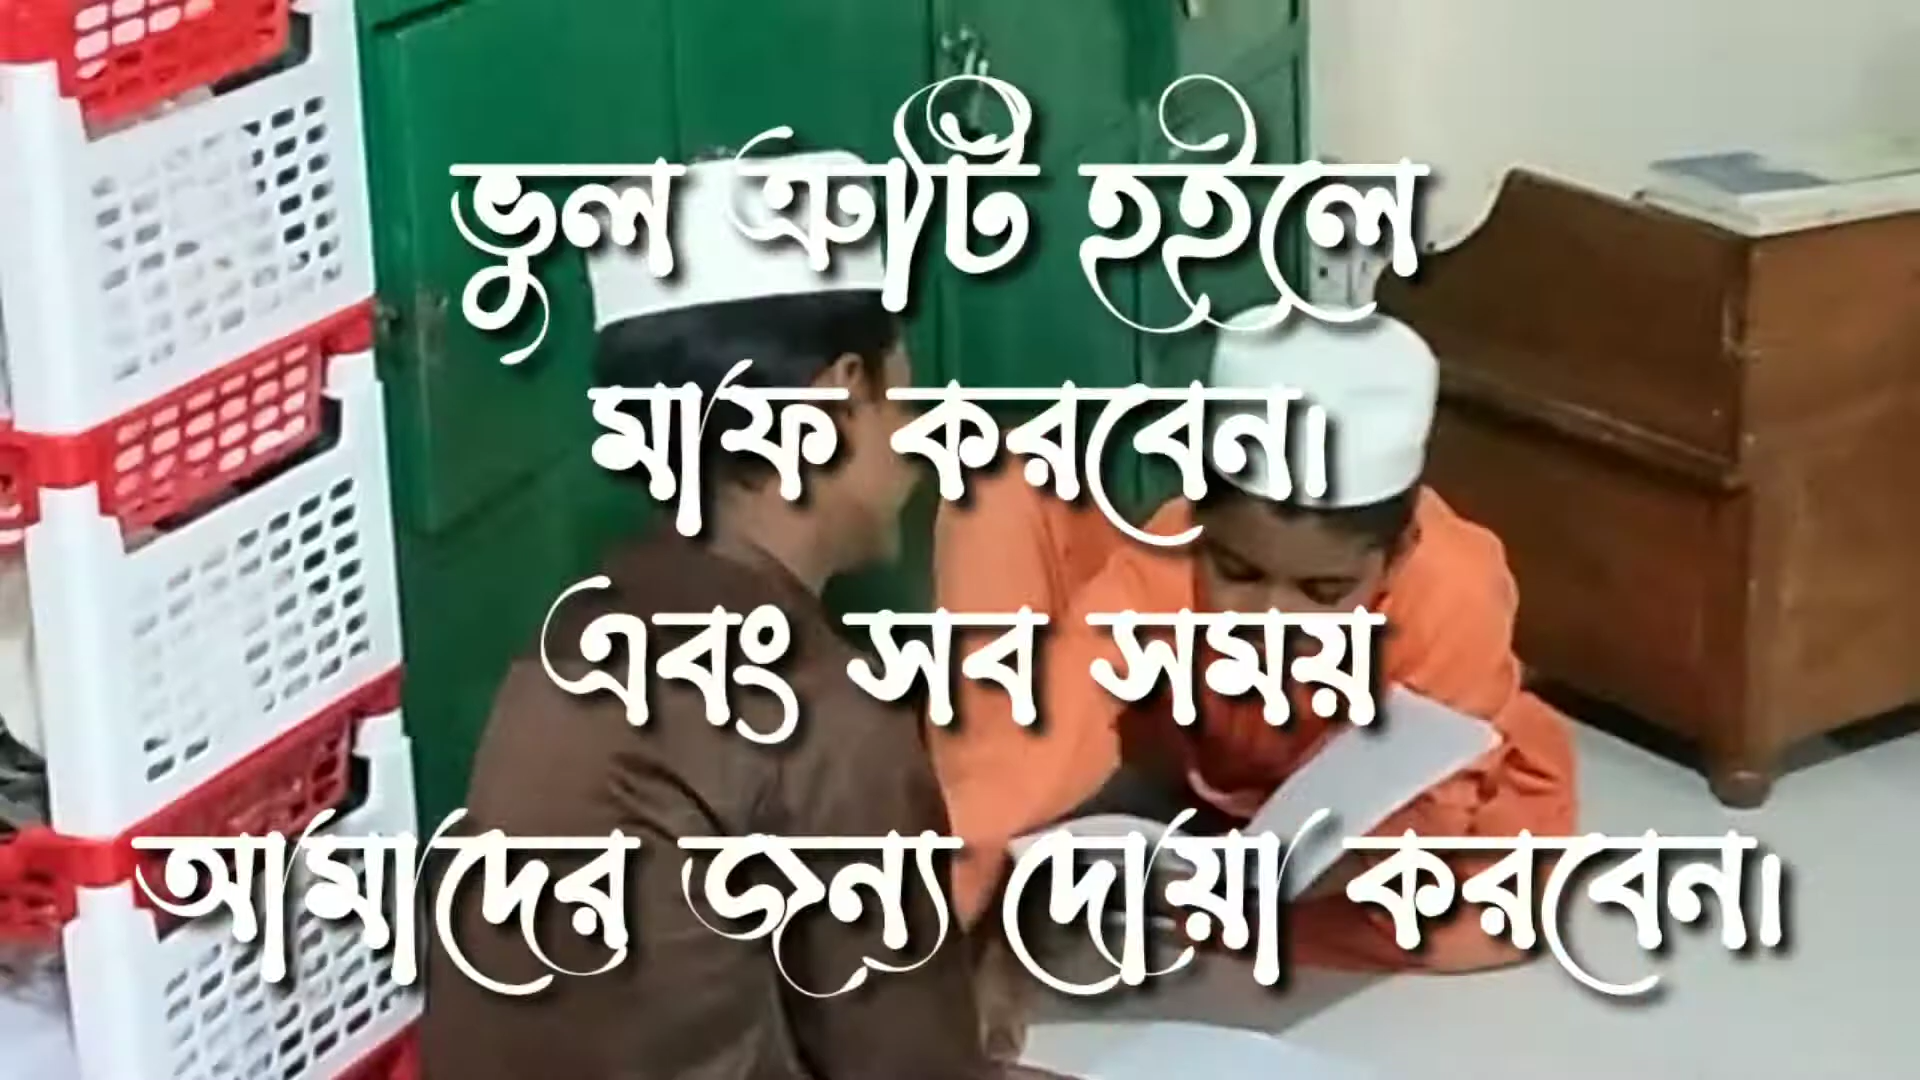 ভুল ত্রুটি হইলে
মাফ করবেন।
এবং সব সময়
আমাদের জন্য দোয়া করবেন।